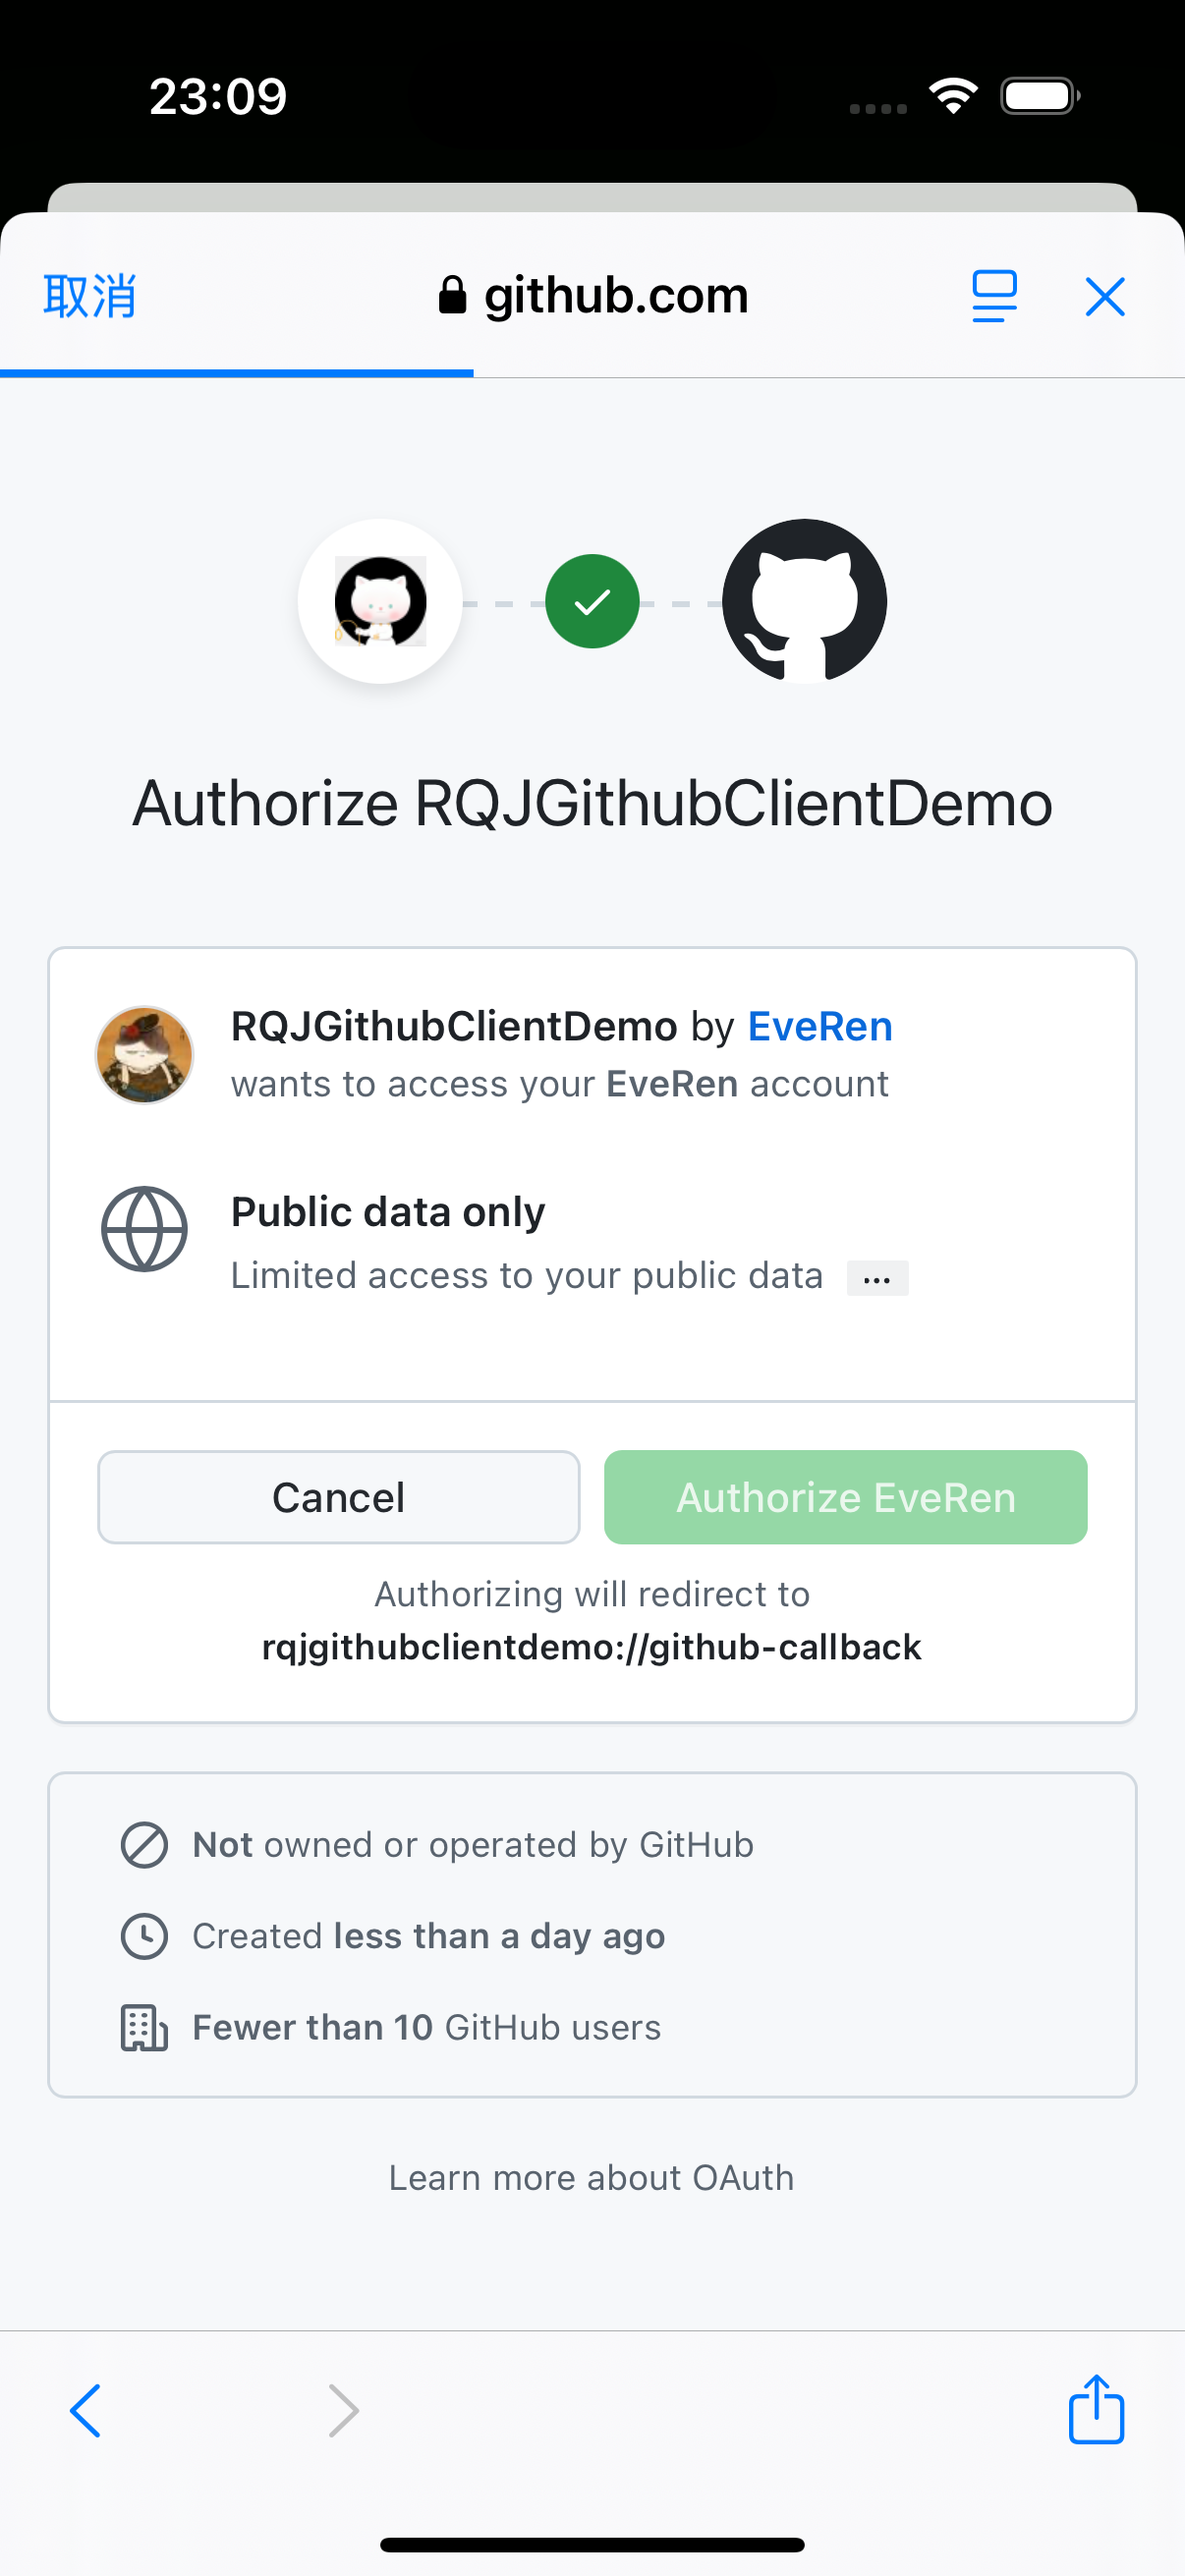 23:09
取消
github.com
Authorize RQJGithubClientDemo
RQJGithubClientDemo by EveRen
wants to access your EveRen account
Public data only
Limited access to your public data ...
Cancel
Authorize EveRen
Authorizing will redirect to
rqjgithubclientdemo://github-callback
Not owned or operated by GitHub
Created less than a day ago
Fewer than 10 GitHub users
Learn more about OAuth